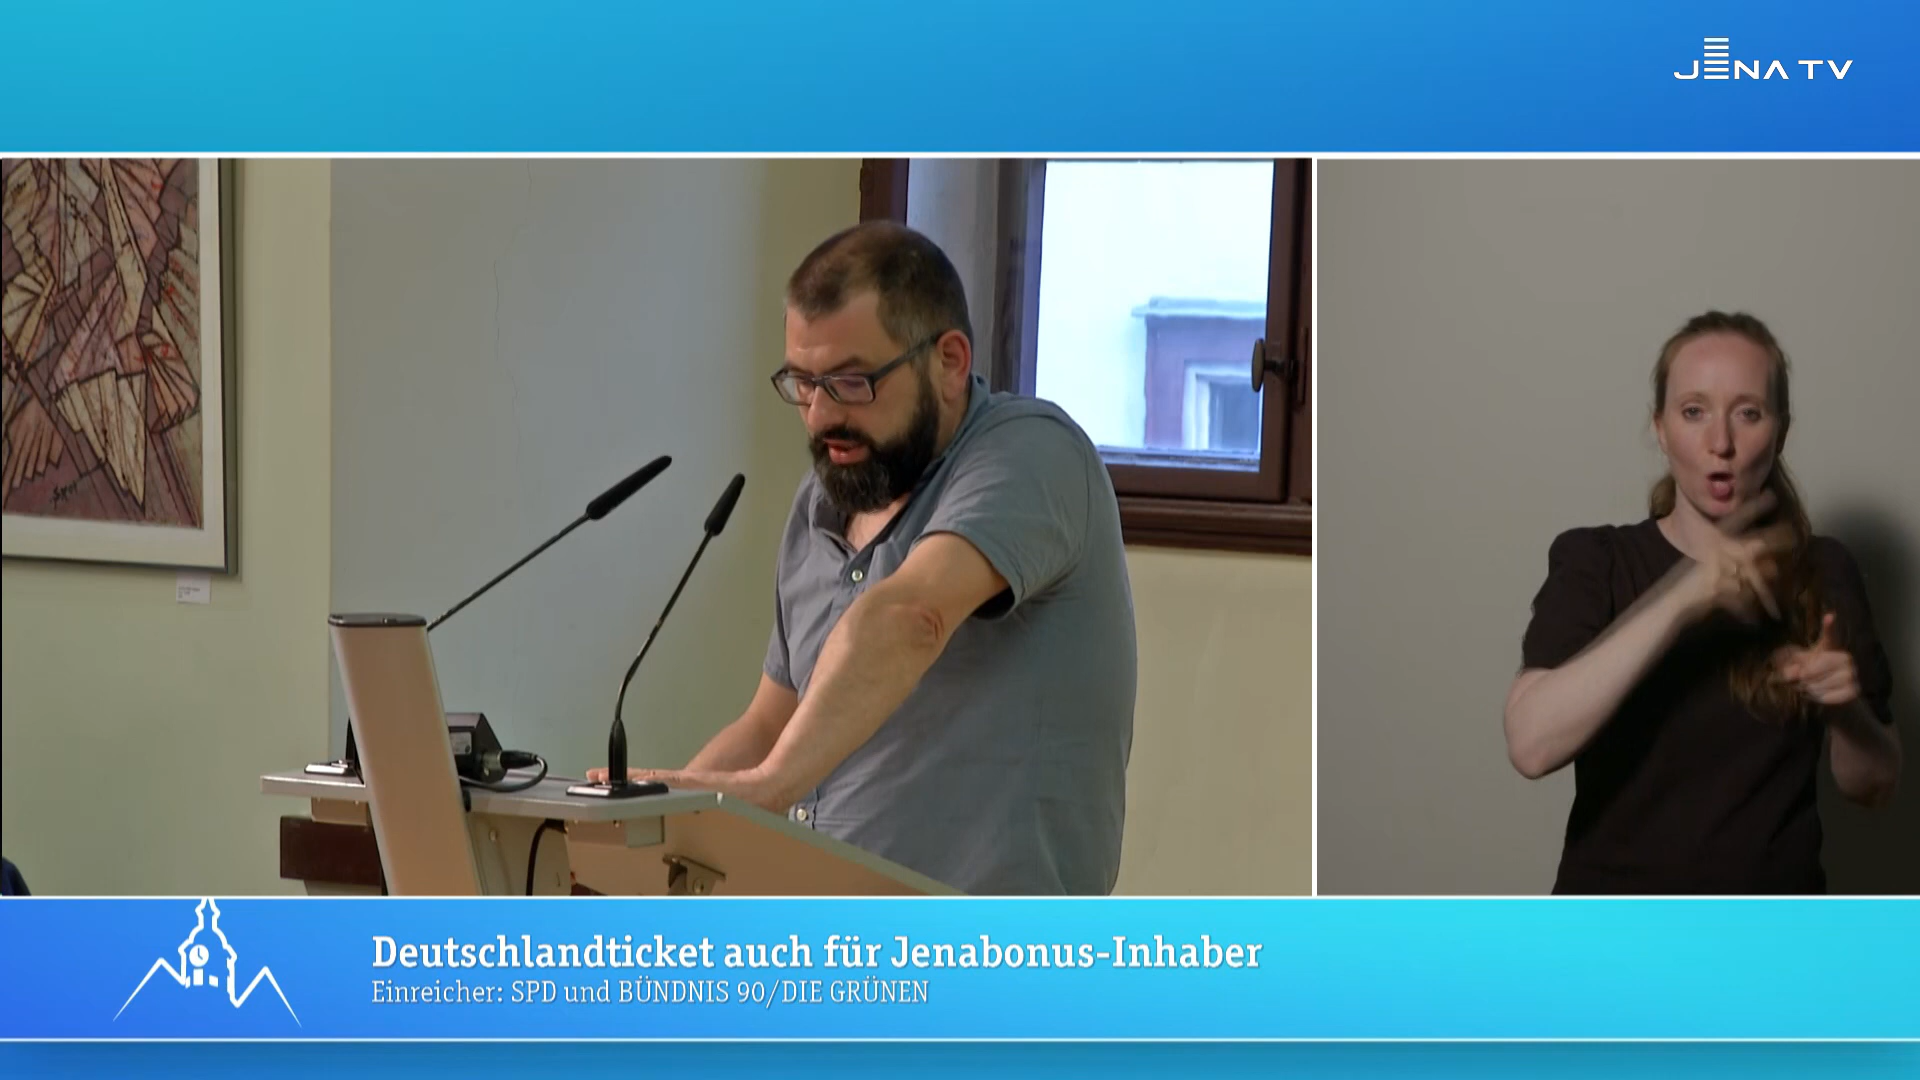 JENA TV
Deutschlandticket auch für Jenabonus-Inhaber
Einreicher: SPD und BÜNDNIS 90/DIE GRÜNEN